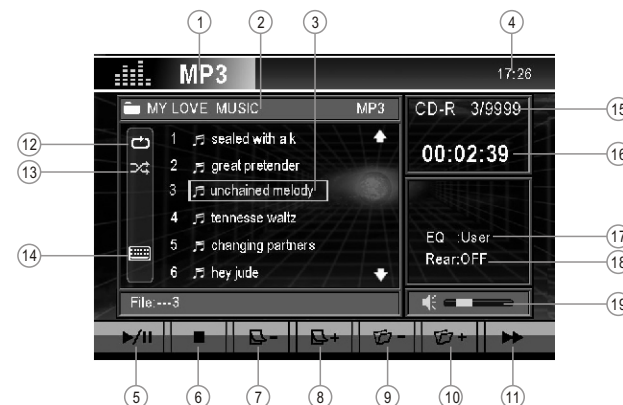 1 2 3 4
MP3 17:26
MY LOVE MUSIC MP3
1 sealed with a k
2 great pretender
3 unchained melody
4 tennesse waltz
5 changing partners
6 hey jude
File:---3
CD-R 3/9999
00:02:39
EQ :User
Rear:OFF
12
13
14
15
16
17
18
19
- + - +
5 6 7 8 9 10 11